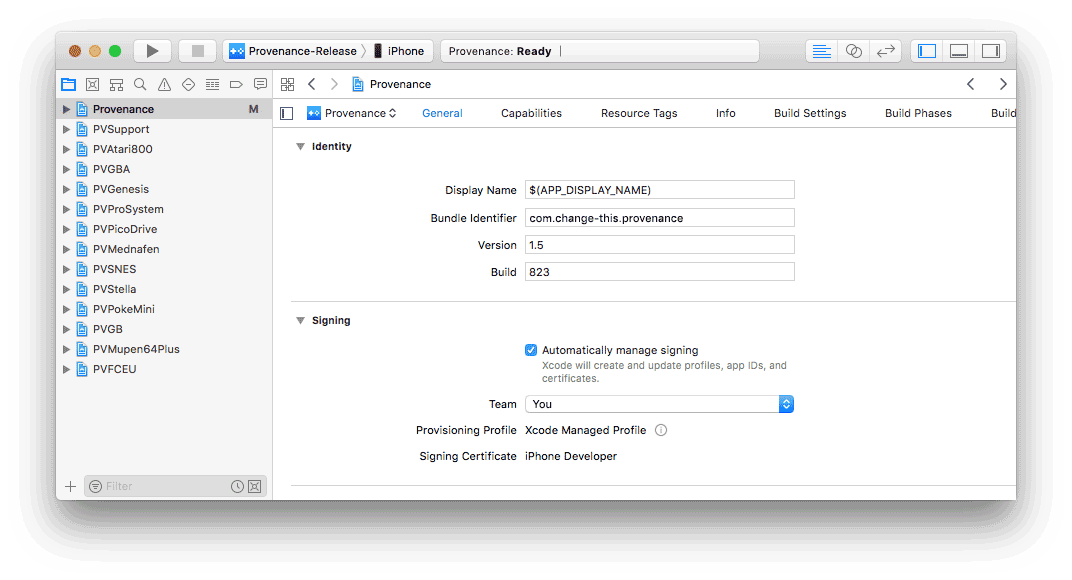 Provenance-Release iPhone
Provenance: Ready
Provenance M
PVSupport
PVAtari800
PVGBA
PVGenesis
PVProSystem
PVPicoDrive
PVMednafen
PVSNES
PVStella
PVPokeMini
PVGB
PVMupen64Plus
PVFCEU
Filter
Provenance
Provenance General Capabilities Resource Tags Info Build Settings Build Phases Build
Identity
Display Name $(APP_DISPLAY_NAME)
Bundle Identifier com.change-this.provenance
Version 1.5
Build 823
Signing
Automatically manage signing
Xcode will create and update profiles, app IDs, and
certificates.
Team You
Provisioning Profile Xcode Managed Profile
Signing Certificate iPhone Developer